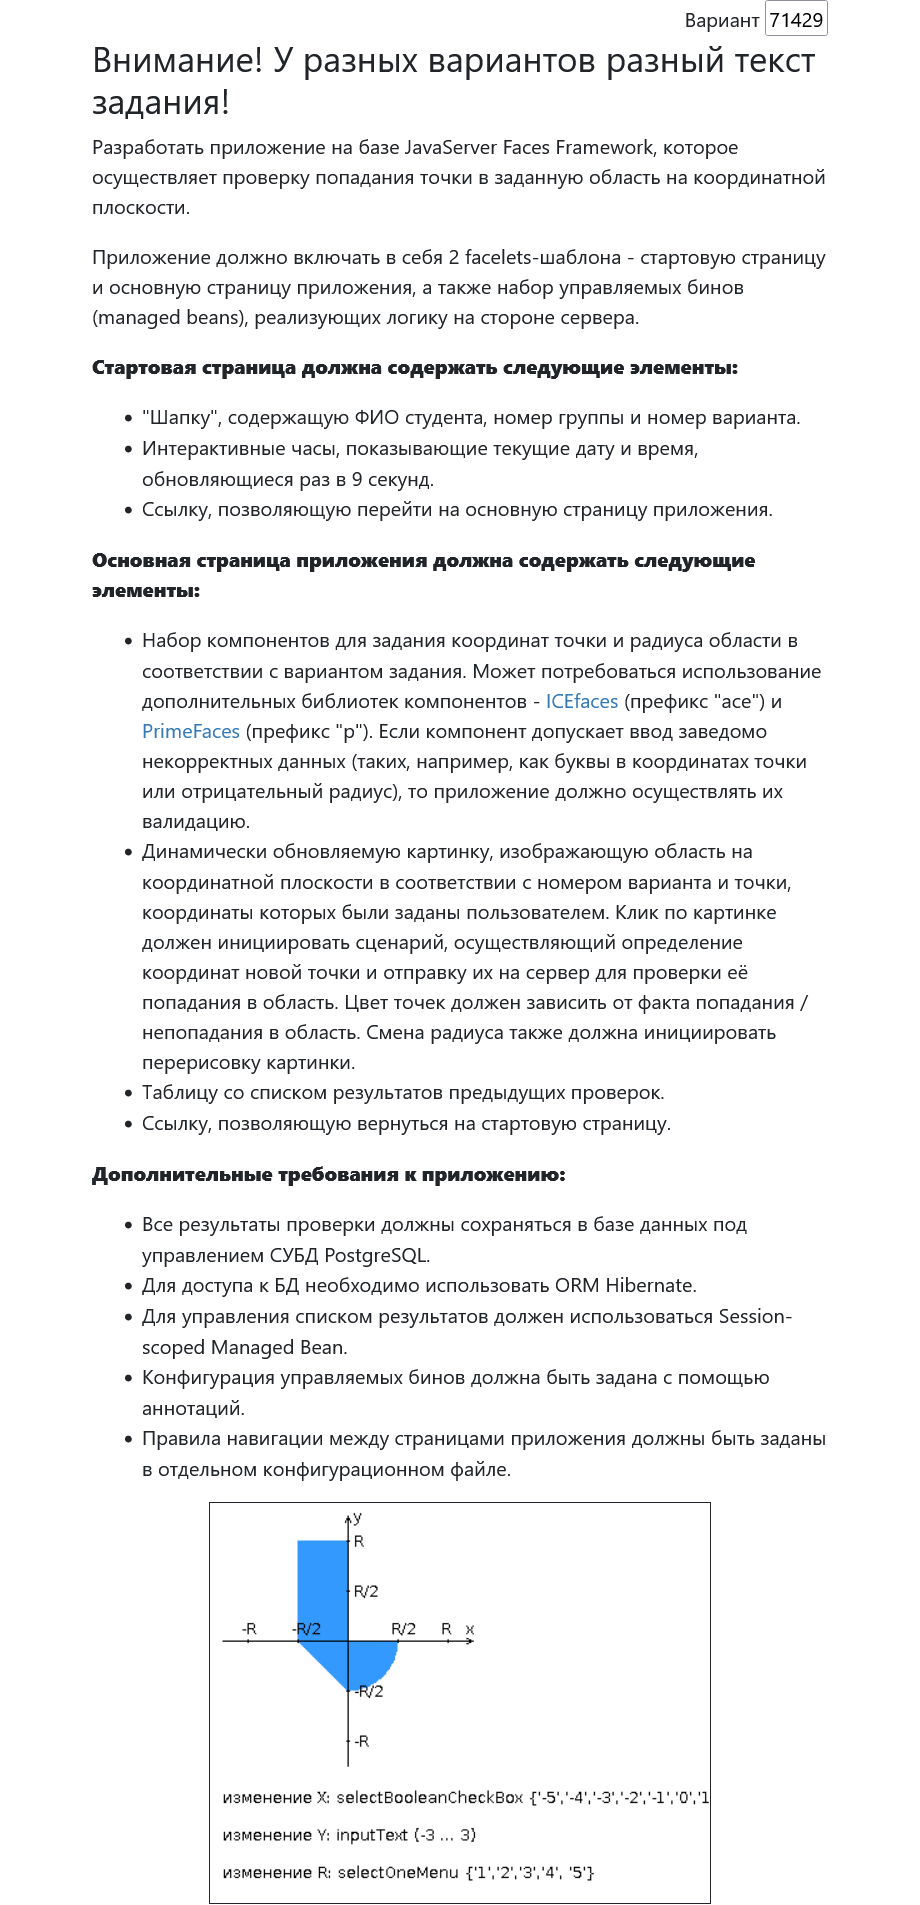 Вариант 71429
Внимание! У разных вариантов разный текст
задания!
Разработать приложение на базе JavaServer Faces Framework, которое
осуществляет проверку попадания точки в заданную область на координатной
плоскости.
Приложение должно включать в себя 2 facelets-шаблона - стартовую страницу
и основную страницу приложения, а также набор управляемых бинов
(managed beans), реализующих логику на стороне сервера.
Стартовая страница должна содержать следующие элементы:
• "Шапку", содержащую ФИО студента, номер группы и номер варианта.
• Интерактивные часы, показывающие текущие дату и время,
обновляющиеся раз в 9 секунд.
• Ссылку, позволяющую перейти на основную страницу приложения.
Основная страница приложения должна содержать следующие
элементы:
• Набор компонентов для задания координат точки и радиуса области в
соответствии с вариантом задания. Может потребоваться использование
дополнительных библиотек компонентов - ICEfaces (префикс "ace") и
PrimeFaces (префикс "p"). Если компонент допускает ввод заведомо
некорректных данных (таких, например, как буквы в координатах точки
или отрицательный радиус), то приложение должно осуществлять их
валидацию.
• Динамически обновляемую картинку, изображающую область на
координатной плоскости в соответствии с номером варианта и точки,
координаты которых были заданы пользователем. Клик по картинке
должен инициировать сценарий, осуществляющий определение
координат новой точки и отправку их на сервер для проверки её
попадания в область. Цвет точек должен зависить от факта попадания /
непопадания в область. Смена радиуса также должна инициировать
перерисовку картинки.
• Таблицу со списком результатов предыдущих проверок.
• Ссылку, позволяющую вернуться на стартовую страницу.
Дополнительные требования к приложению:
• Все результаты проверки должны сохраняться в базе данных под
управлением СУБД PostgreSQL.
• Для доступа к БД необходимо использовать ORM Hibernate.
• Для управления списком результатов должен использоваться Session-
scoped Managed Bean.
• Конфигурация управляемых бинов должна быть задана с помощью
аннотаций.
• Правила навигации между страницами приложения должны быть заданы
в отдельном конфигурационном файле.
y
R
R/2
-R -R/2 R/2 R x
-R/2
-R
изменение X: selectBooleanCheckBox {'-5','-4','-3','-2','-1','0','1
изменение Y: inputText (-3 ... 3)
изменение R: selectOneMenu {'1','2','3','4', '5'}